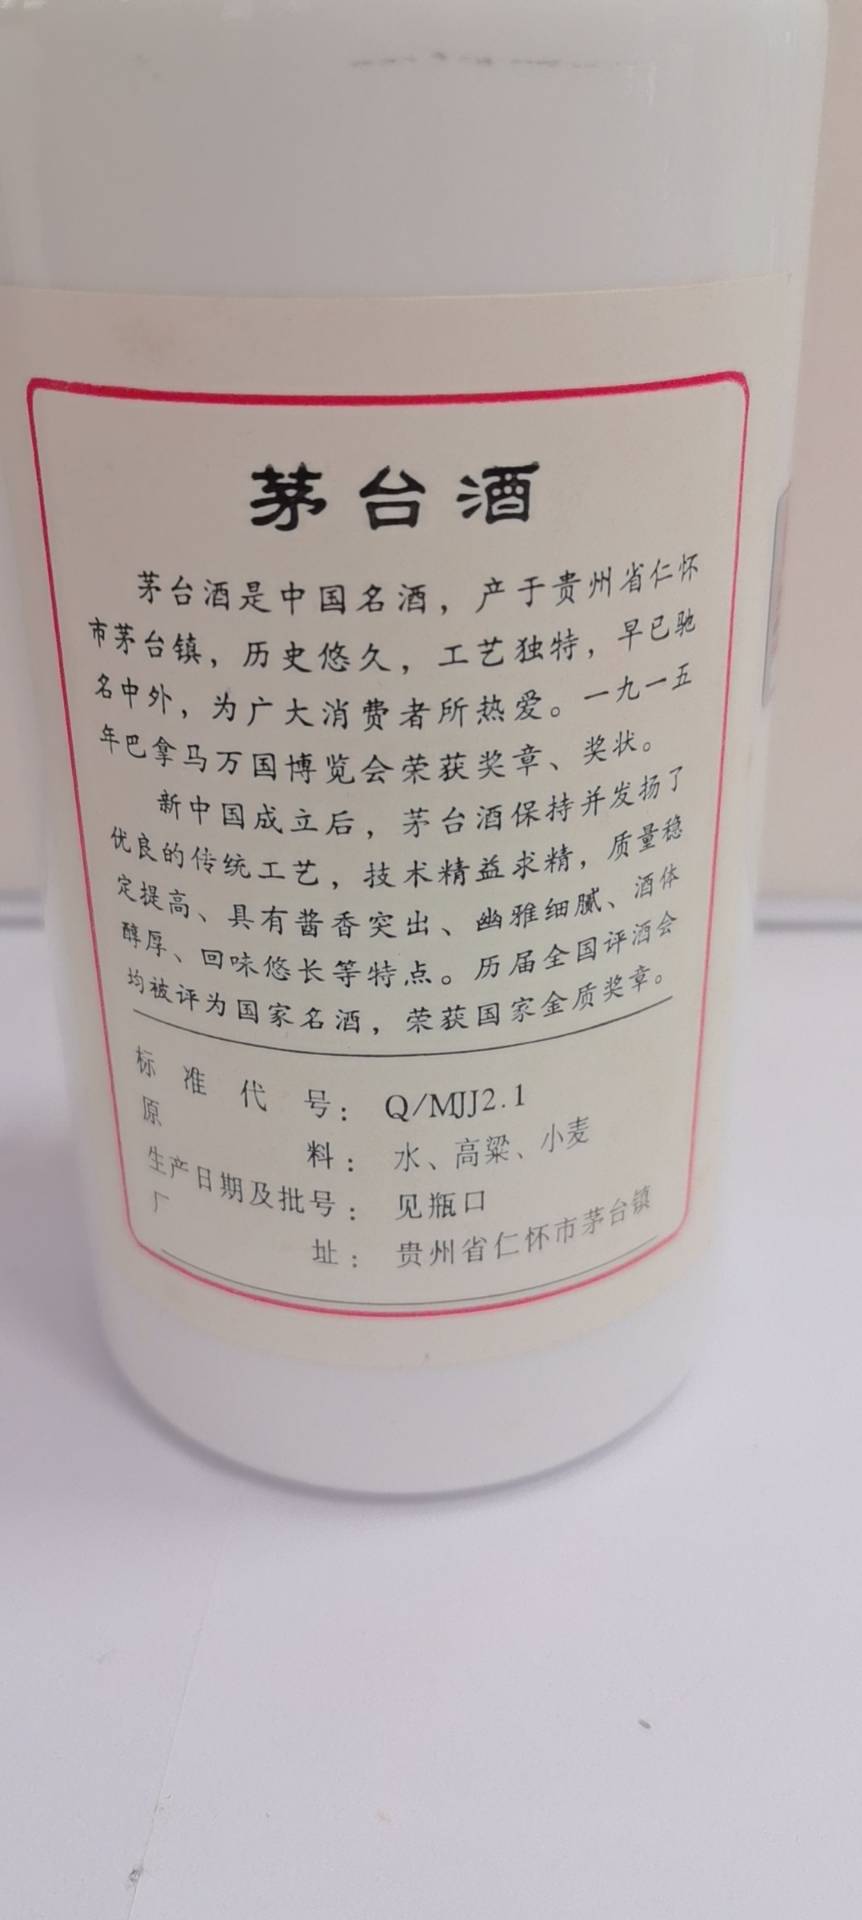 茅台酒
茅台酒是中国名酒，产于贵州省仁怀
市茅台镇，历史悠久，工艺独特，早已驰
名中外，为广大消费者所热爱。一九一五
年巴拿马万国博览会荣获奖章、奖状。
新中国成立后，茅台酒保持并发扬了
优良的传统工艺，技术精益求精，质量稳
定提高、具有酱香突出、幽雅细腻、酒体
醇厚、回味悠长等特点。历届全国评酒会
均被评为国家名酒，荣获国家金质奖章。
标准代号：Q/MJJ2.1
原料：水、高粱、小麦
生产日期及批号：见瓶口
厂址：贵州省仁怀市茅台镇